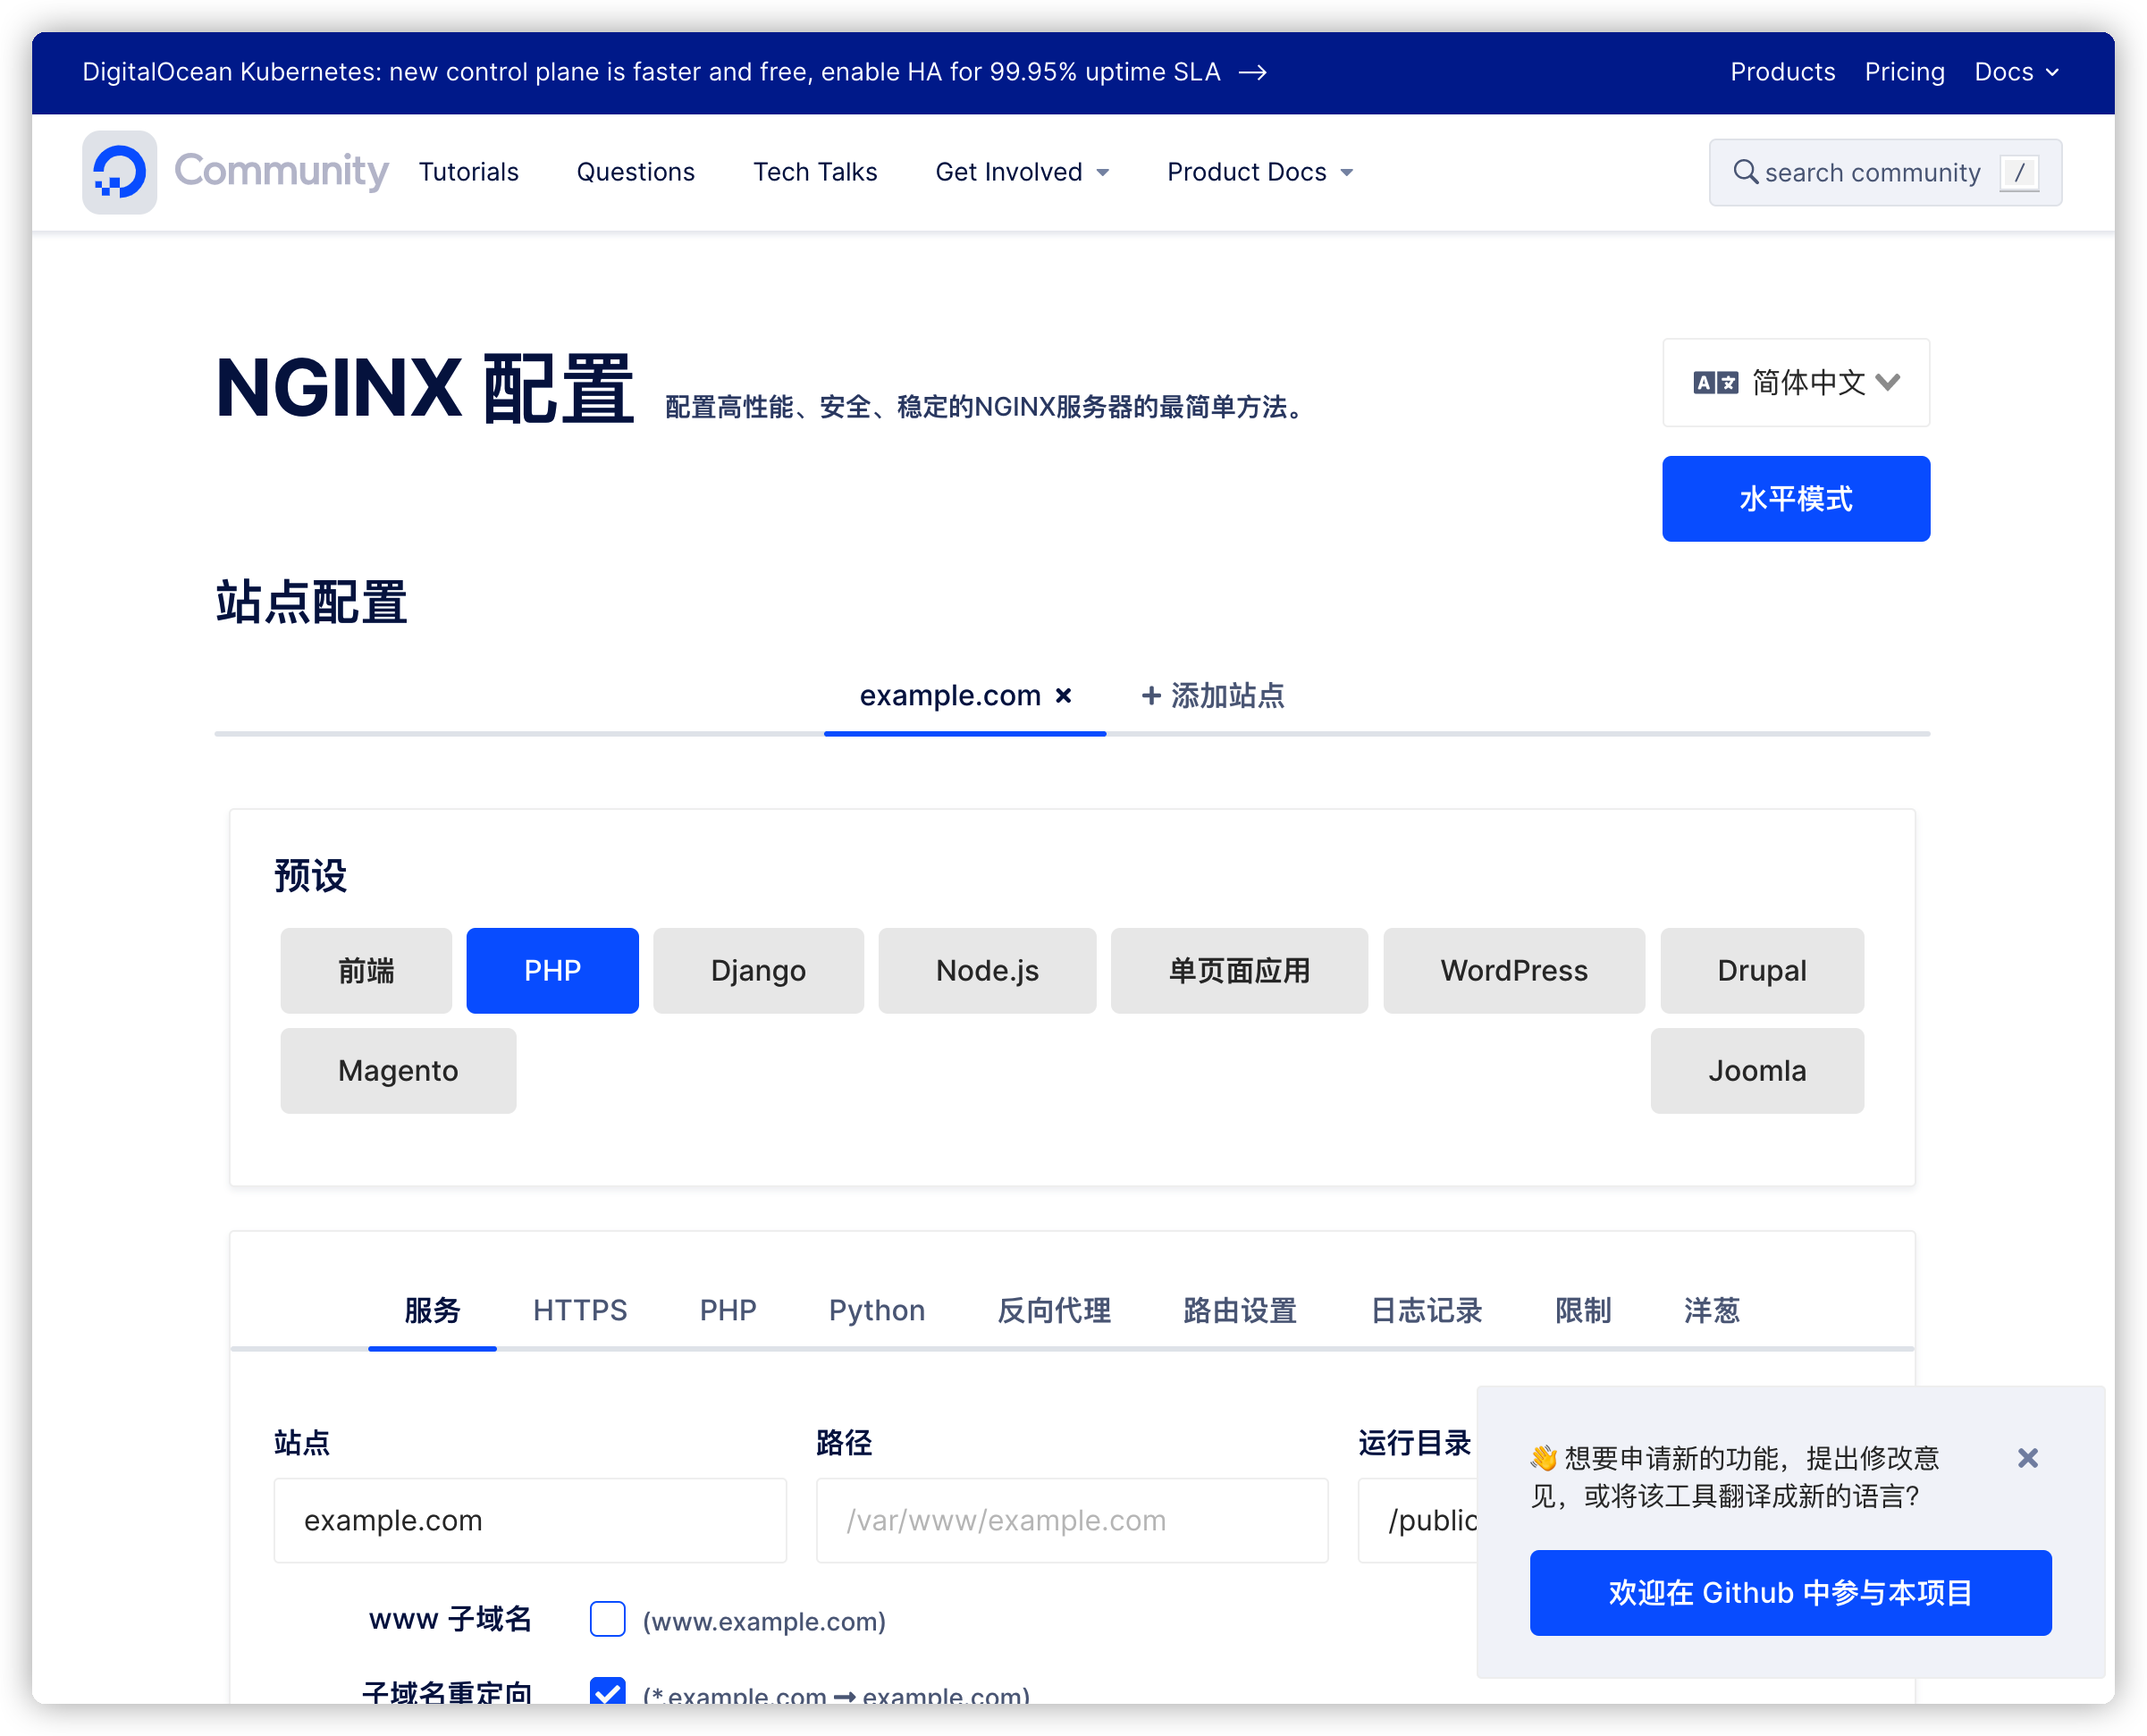 DigitalOcean Kubernetes: new control plane is faster and free, enable HA for 99.95% uptime SLA →
Products Pricing Docs
Community Tutorials Questions Tech Talks Get Involved Product Docs
search community /
NGINX 配置 配置高性能、安全、稳定的NGINX服务器的最简单方法。
简体中文
水平模式
站点配置
example.com × + 添加站点
预设
前端 PHP Django Node.js 单页面应用 WordPress Drupal
Magento Joomla
服务 HTTPS PHP Python 反向代理 路由设置 日志记录 限制 洋葱
站点 路径 运行目录
example.com /var/www/example.com /public
www 子域名 (www.example.com)
子域名重定向 (*.example.com → example.com)
👋 想要申请新的功能，提出修改意
见，或将该工具翻译成新的语言?
欢迎在 Github 中参与本项目